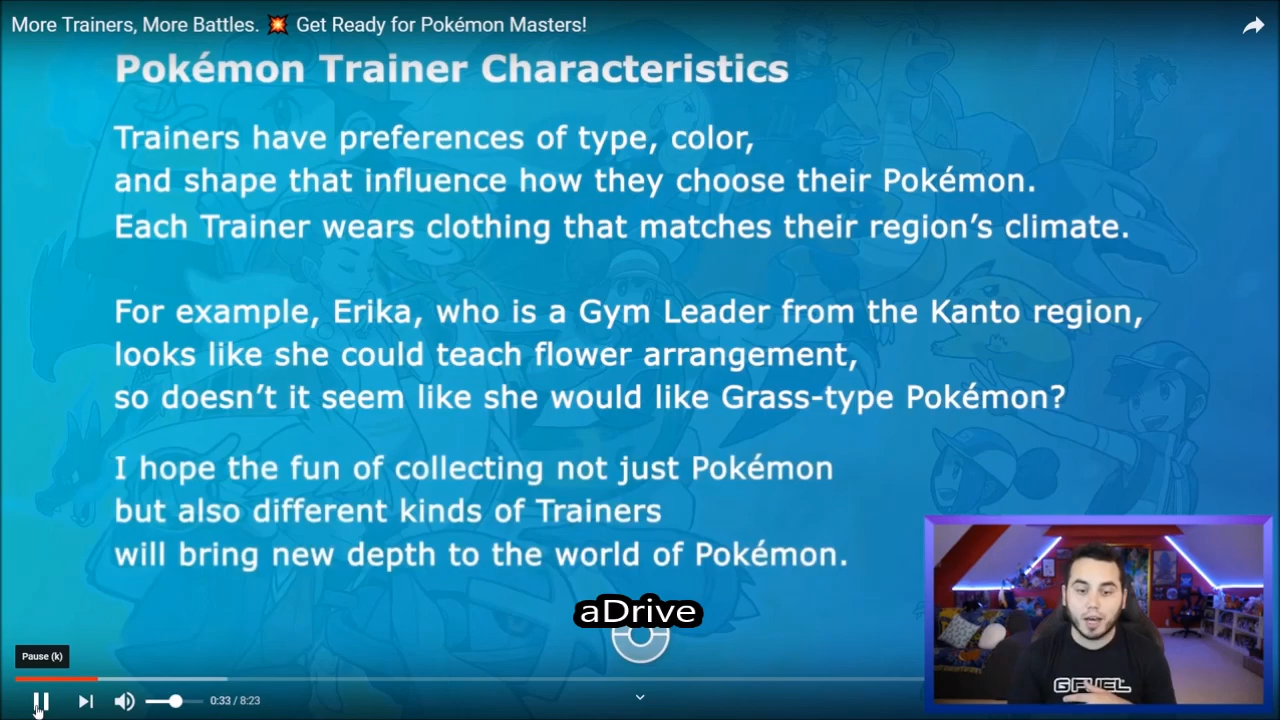 More Trainers, More Battles. 💥 Get Ready for Pokémon Masters!
Pokémon Trainer Characteristics
Trainers have preferences of type, color,
and shape that influence how they choose their Pokémon.
Each Trainer wears clothing that matches their region's climate.
For example, Erika, who is a Gym Leader from the Kanto region,
looks like she could teach flower arrangement,
so doesn't it seem like she would like Grass-type Pokémon?
I hope the fun of collecting not just Pokémon
but also different kinds of Trainers
will bring new depth to the world of Pokémon.
aDrive
Pause (k)
0:33 / 8:23
G FUEL